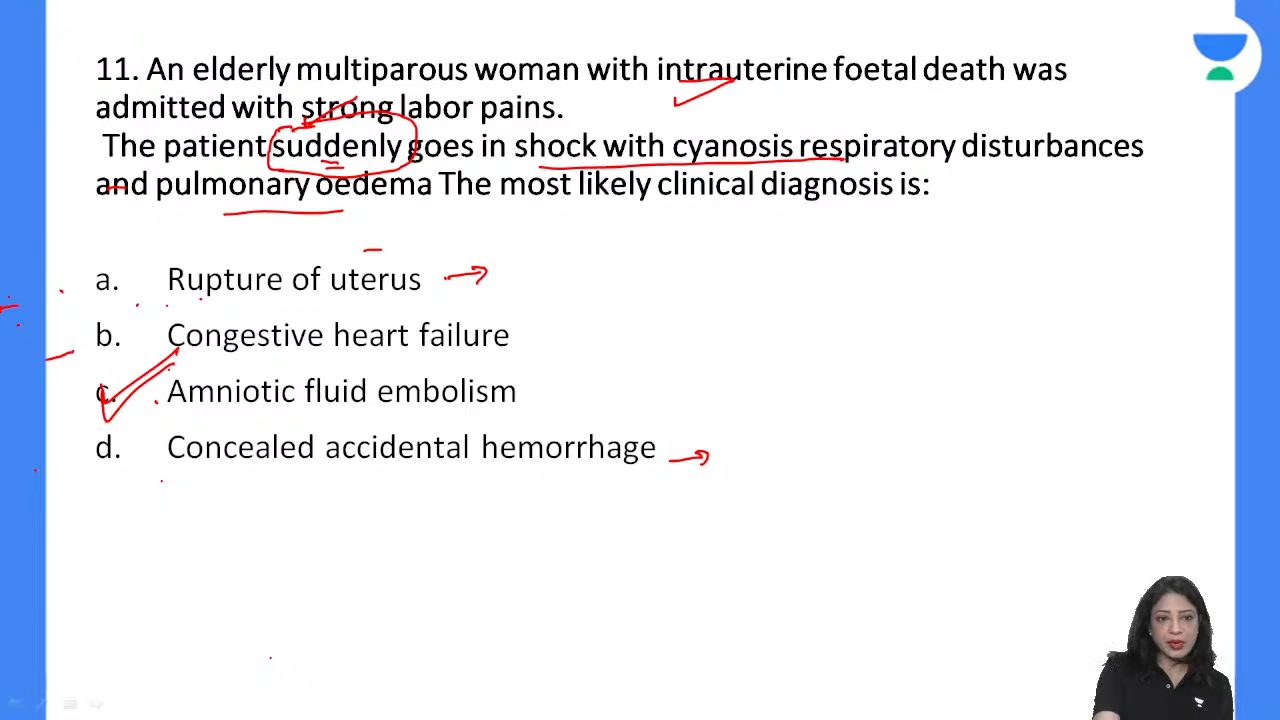 11. An elderly multiparous woman with intrauterine foetal death was
admitted with strong labor pains.
The patient suddenly goes in shock with cyanosis respiratory disturbances
and pulmonary oedema The most likely clinical diagnosis is:
a. Rupture of uterus
b. Congestive heart failure
c. Amniotic fluid embolism
d. Concealed accidental hemorrhage